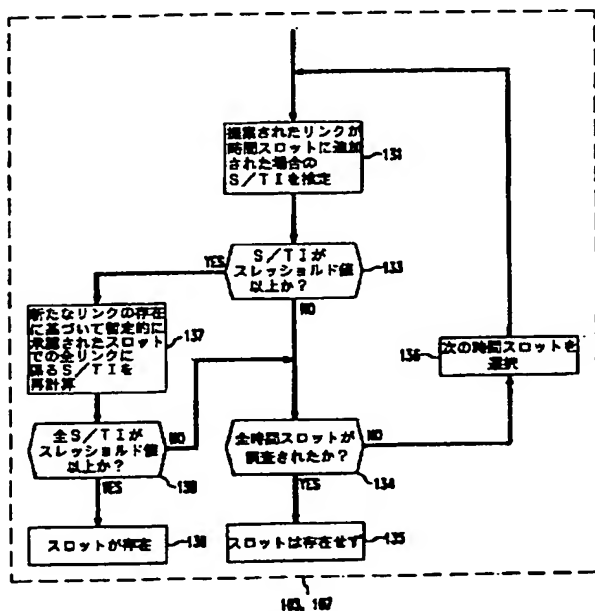 提案されたリンクが
時間スロットに追加
された場合の
S/TIを推定
131
S/TIが
スレッショルド値
以上か?
133
YES
NO
新たなリンクの存在
に基づいて暫定的に
承認されたスロット
での全リンクに
係るS/TIを
再計算
137
次の時間スロットを
選択
136
全S/TIが
スレッショルド値
以上か?
138
NO
YES
全時間スロットが
調査されたか?
134
NO
YES
スロットが存在
スロットは存在せず
135
103, 107